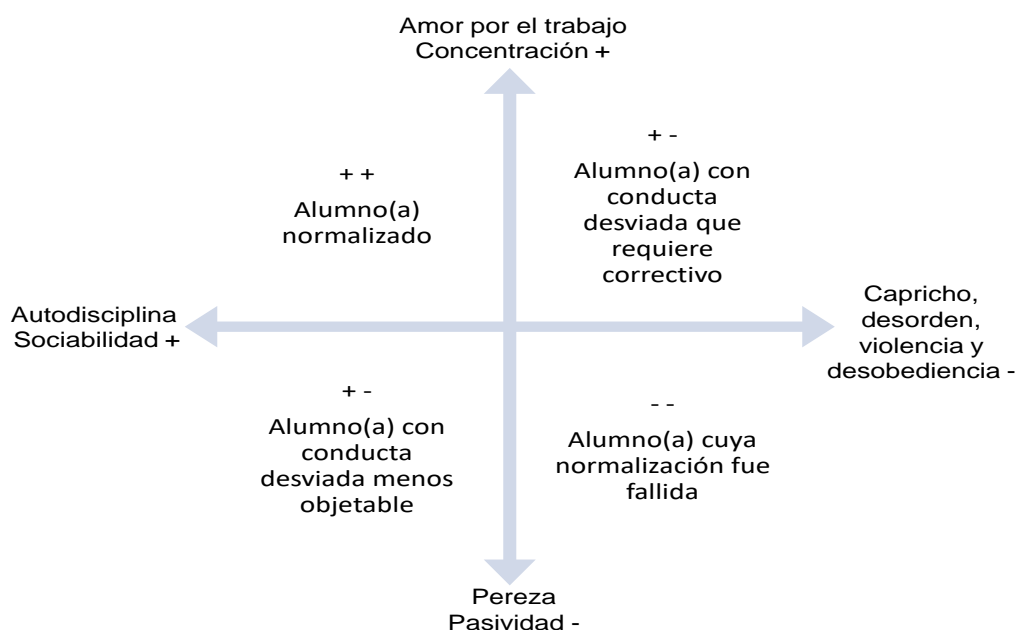 Amor por el trabajo
Concentración +
+ +
Alumno(a)
normalizado
+ -
Alumno(a) con
conducta
desviada que
requiere
correctivo
Autodisciplina
Sociabilidad +
Capricho,
desorden,
violencia y
desobediencia -
+ -
Alumno(a) con
conducta
desviada menos
objetable
- -
Alumno(a) cuya
normalización fue
fallida
Pereza
Pasividad -